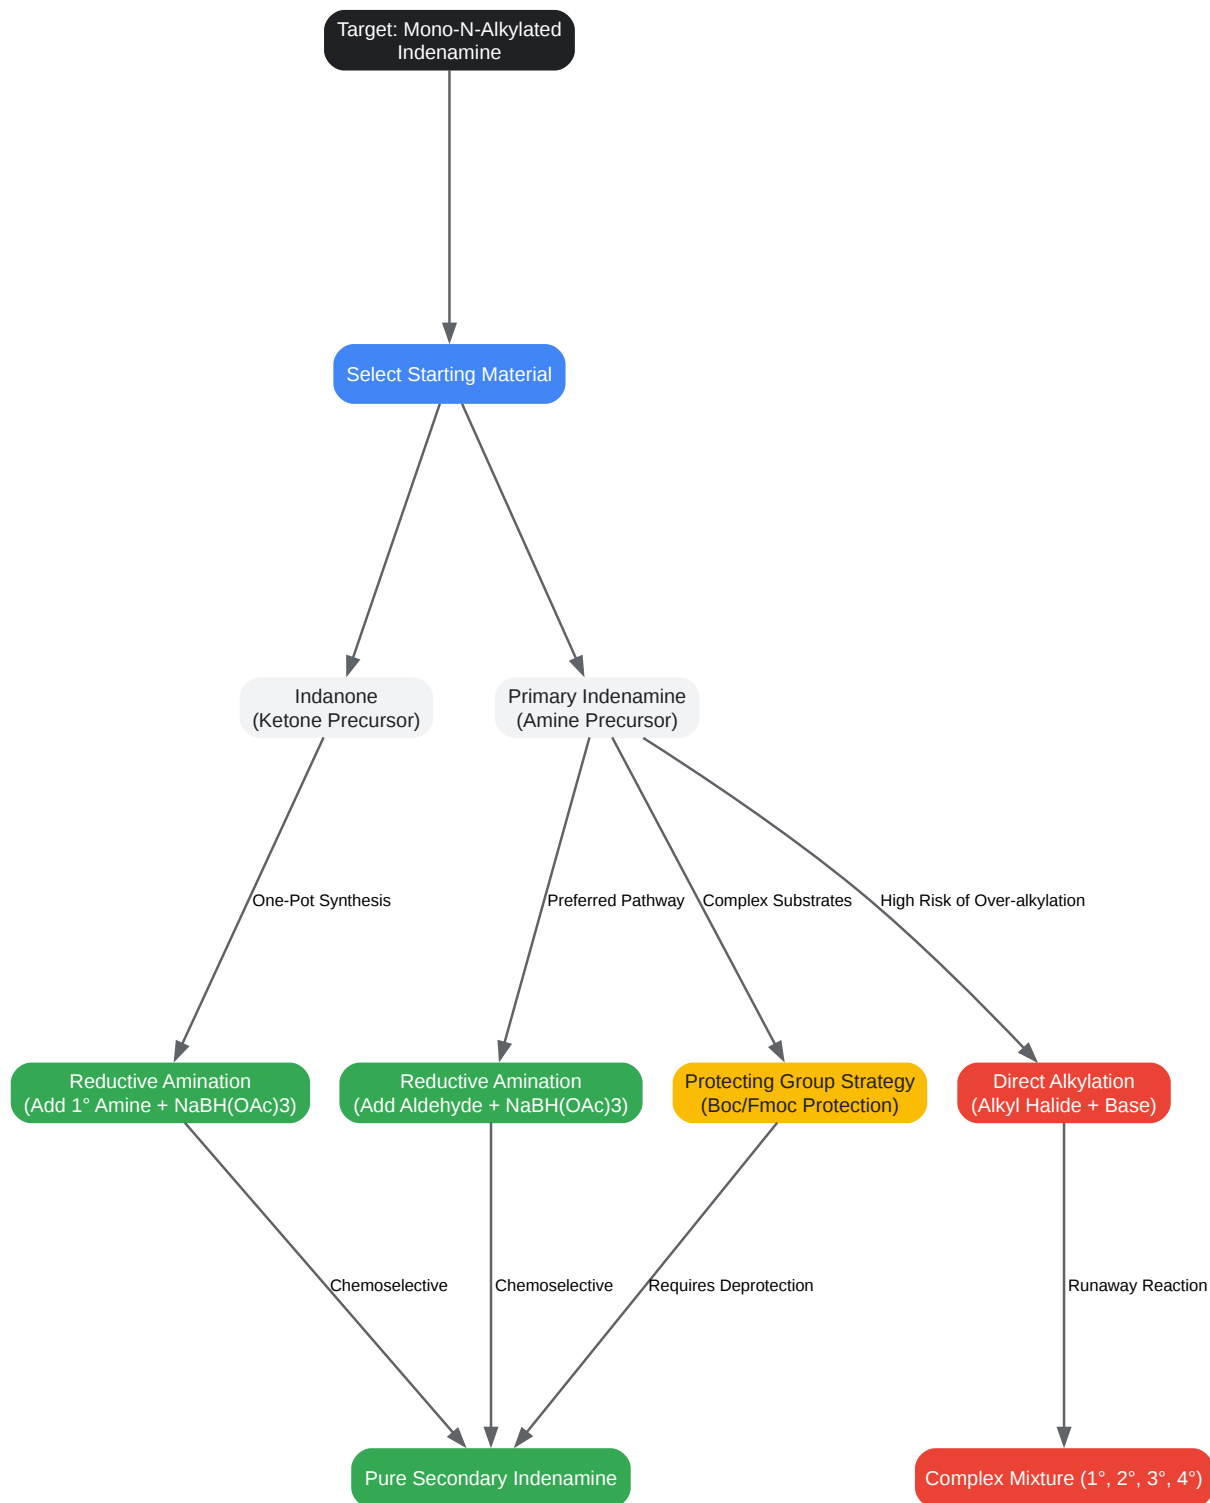 Target: Mono-N-Alkylated
Indenamine
Select Starting Material
Indanone
(Ketone Precursor)
Primary Indenamine
(Amine Precursor)
One-Pot Synthesis
Preferred Pathway
Complex Substrates
High Risk of Over-alkylation
Reductive Amination
(Add 1° Amine + NaBH(OAc)3)
Reductive Amination
(Add Aldehyde + NaBH(OAc)3)
Protecting Group Strategy
(Boc/Fmoc Protection)
Direct Alkylation
(Alkyl Halide + Base)
Chemoselective
Chemoselective
Requires Deprotection
Runaway Reaction
Pure Secondary Indenamine
Complex Mixture (1°, 2°, 3°, 4°)